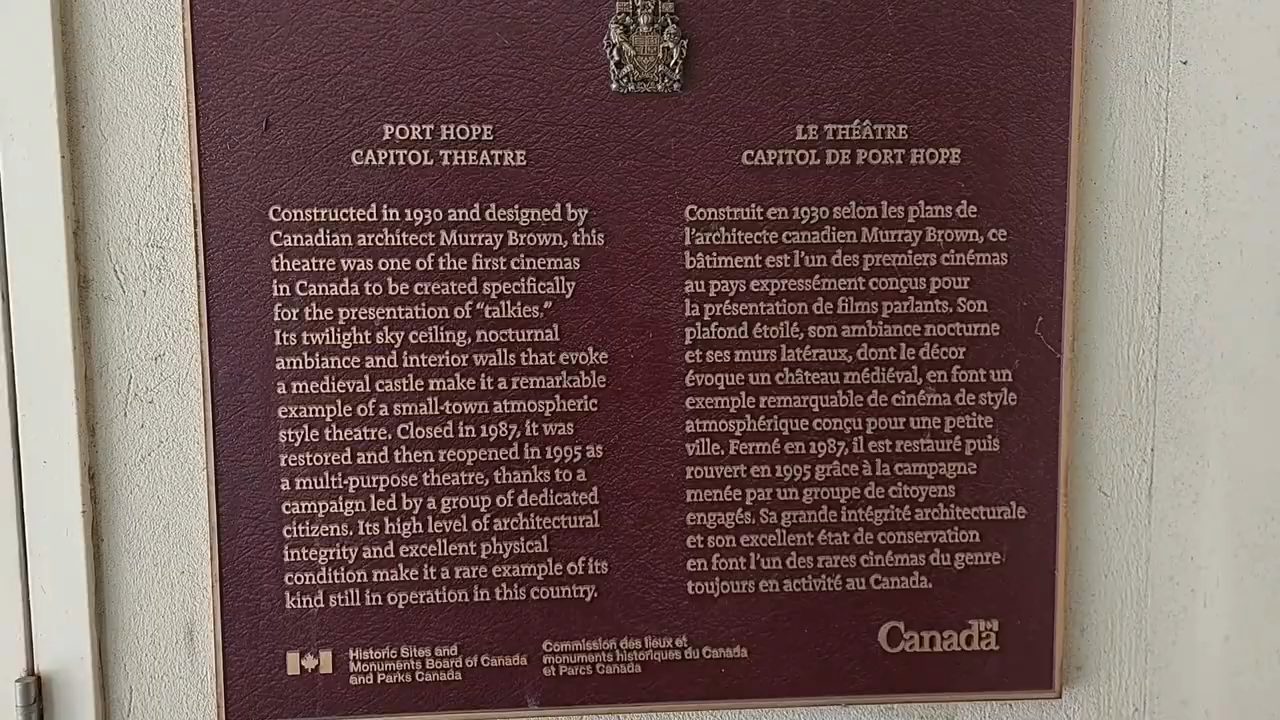 PORT HOPE
CAPITOL THEATRE
Constructed in 1930 and designed by
Canadian architect Murray Brown, this
theatre was one of the first cinemas
in Canada to be created specifically
for the presentation of “talkies.”
Its twilight sky ceiling, nocturnal
ambiance and interior walls that evoke
a medieval castle make it a remarkable
example of a small-town atmospheric
style theatre. Closed in 1987, it was
restored and then reopened in 1995 as
a multi-purpose theatre, thanks to a
campaign led by a group of dedicated
citizens. Its high level of architectural
integrity and excellent physical
condition make it a rare example of its
kind still in operation in this country.
LE THÉÂTRE
CAPITOL DE PORT HOPE
Construit en 1930 selon les plans de
l’architecte canadien Murray Brown, ce
bâtiment est l’un des premiers cinémas
au pays expressément conçus pour
la présentation de films parlants. Son
plafond étoilé, son ambiance nocturne
et ses murs latéraux, dont le décor
évoque un château médiéval, en font un
exemple remarquable de cinéma de style
atmosphérique conçu pour une petite
ville. Fermé en 1987, il est restauré puis
rouvert en 1995 grâce à la campagne
menée par un groupe de citoyens
engagés. Sa grande intégrité architecturale
et son excellent état de conservation
en font l’un des rares cinémas du genre
toujours en activité au Canada.
Historic Sites and
Monuments Board of Canada
and Parks Canada
Commission des lieux et
monuments historiques du Canada
et Parcs Canada
Canada